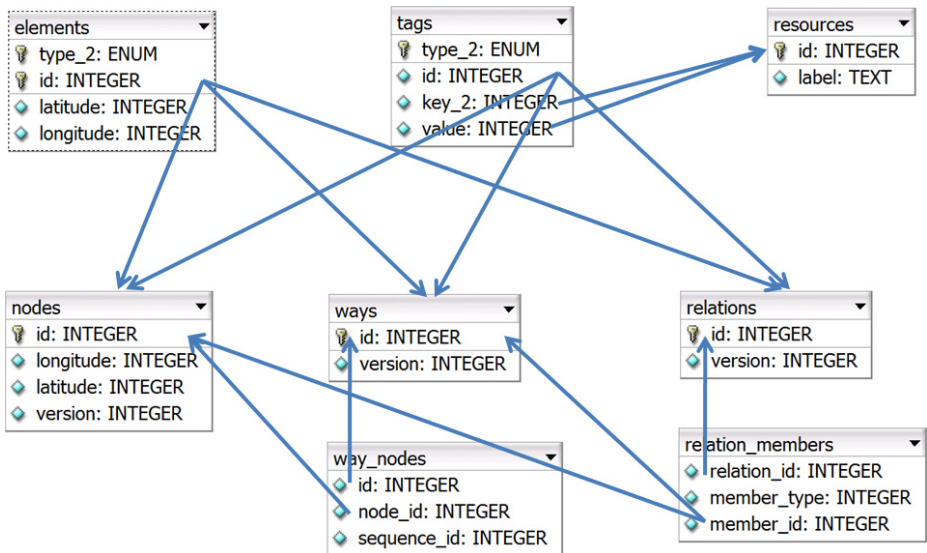 elements
type_2: ENUM
id: INTEGER
latitude: INTEGER
longitude: INTEGER
tags
type_2: ENUM
id: INTEGER
key_2: INTEGER
value: INTEGER
resources
id: INTEGER
label: TEXT
nodes
id: INTEGER
longitude: INTEGER
latitude: INTEGER
version: INTEGER
ways
id: INTEGER
version: INTEGER
relations
id: INTEGER
version: INTEGER
way_nodes
id: INTEGER
node_id: INTEGER
sequence_id: INTEGER
relation_members
relation_id: INTEGER
member_type: INTEGER
member_id: INTEGER